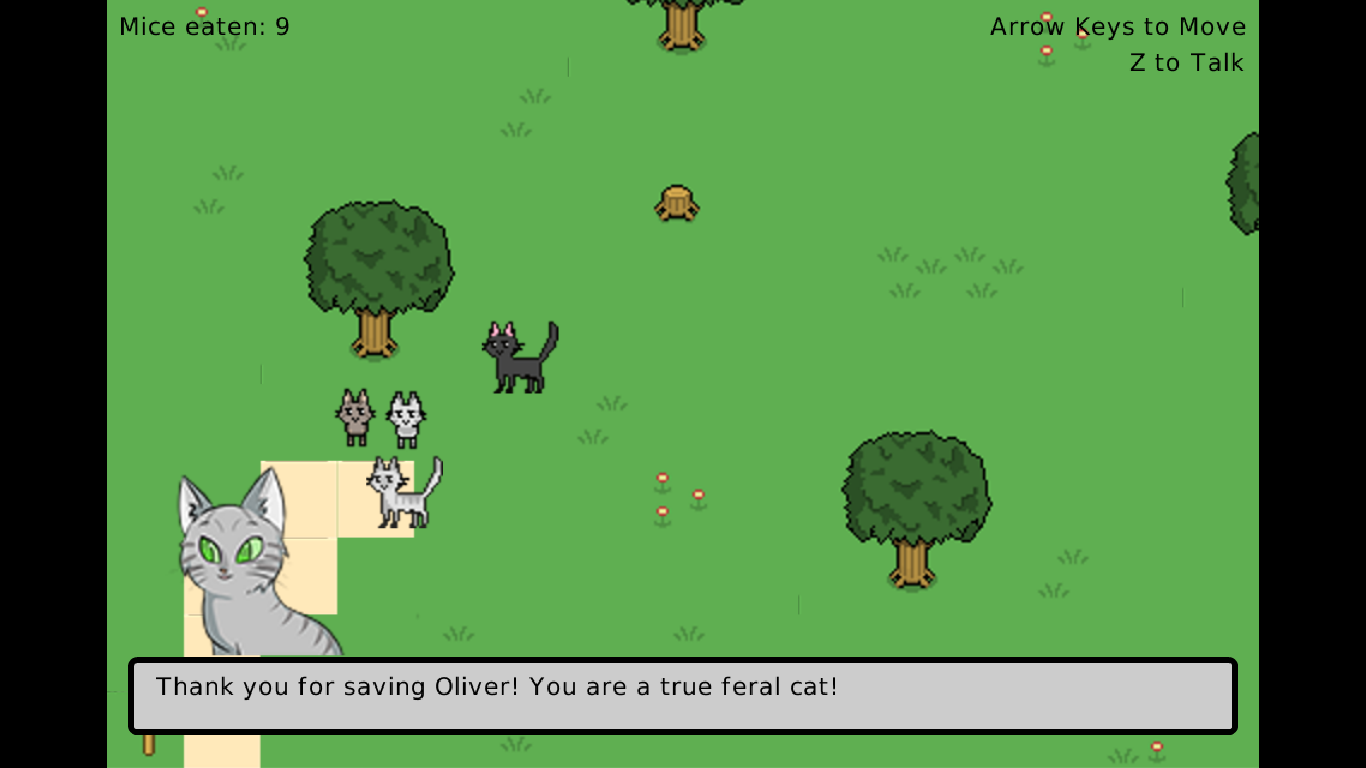 Mice eaten: 9
Arrow Keys to Move
Z to Talk
Thank you for saving Oliver! You are a true feral cat!